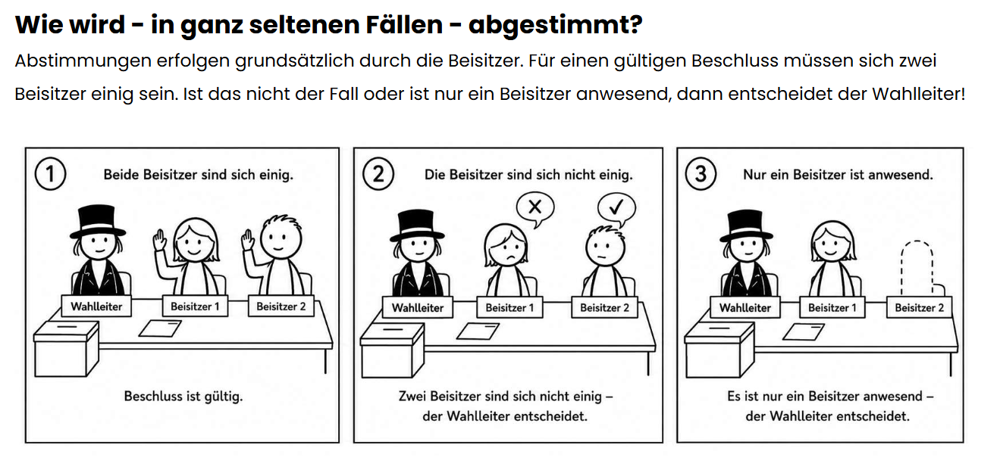 Wie wird - in ganz seltenen Fällen - abgestimmt?
Abstimmungen erfolgen grundsätzlich durch die Beisitzer. Für einen gültigen Beschluss müssen sich zwei
Beisitzer einig sein. Ist das nicht der Fall oder ist nur ein Beisitzer anwesend, dann entscheidet der Wahlleiter!
1
Beide Beisitzer sind sich einig.
Wahlleiter
Beisitzer 1
Beisitzer 2
Beschluss ist gültig.
2
Die Beisitzer sind sich nicht einig.
Wahlleiter
Beisitzer 1
Beisitzer 2
Zwei Beisitzer sind sich nicht einig –
der Wahlleiter entscheidet.
3
Nur ein Beisitzer ist anwesend.
Wahlleiter
Beisitzer 1
Beisitzer 2
Es ist nur ein Beisitzer anwesend –
der Wahlleiter entscheidet.